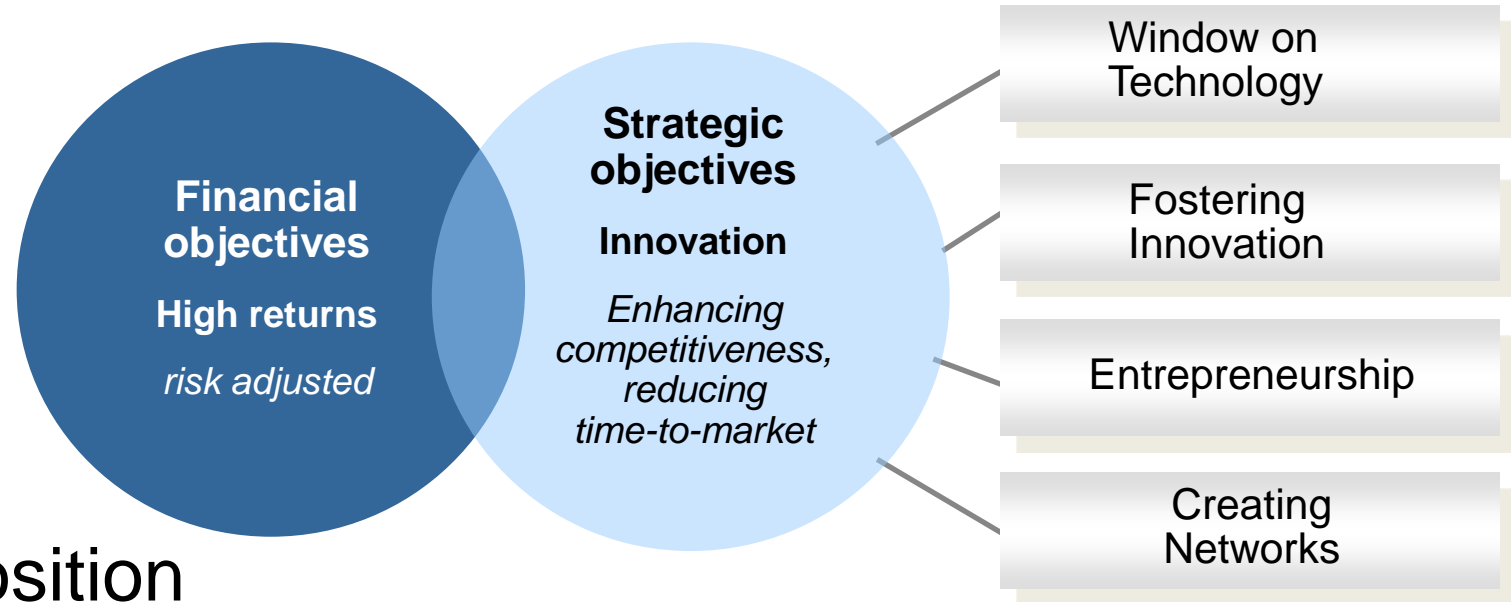 Financial
objectives
High returns
risk adjusted
Strategic
objectives
Innovation
Enhancing
competitiveness,
reducing
time-to-market
Window on
Technology
Fostering
Innovation
Entrepreneurship
Creating
Networks
osition